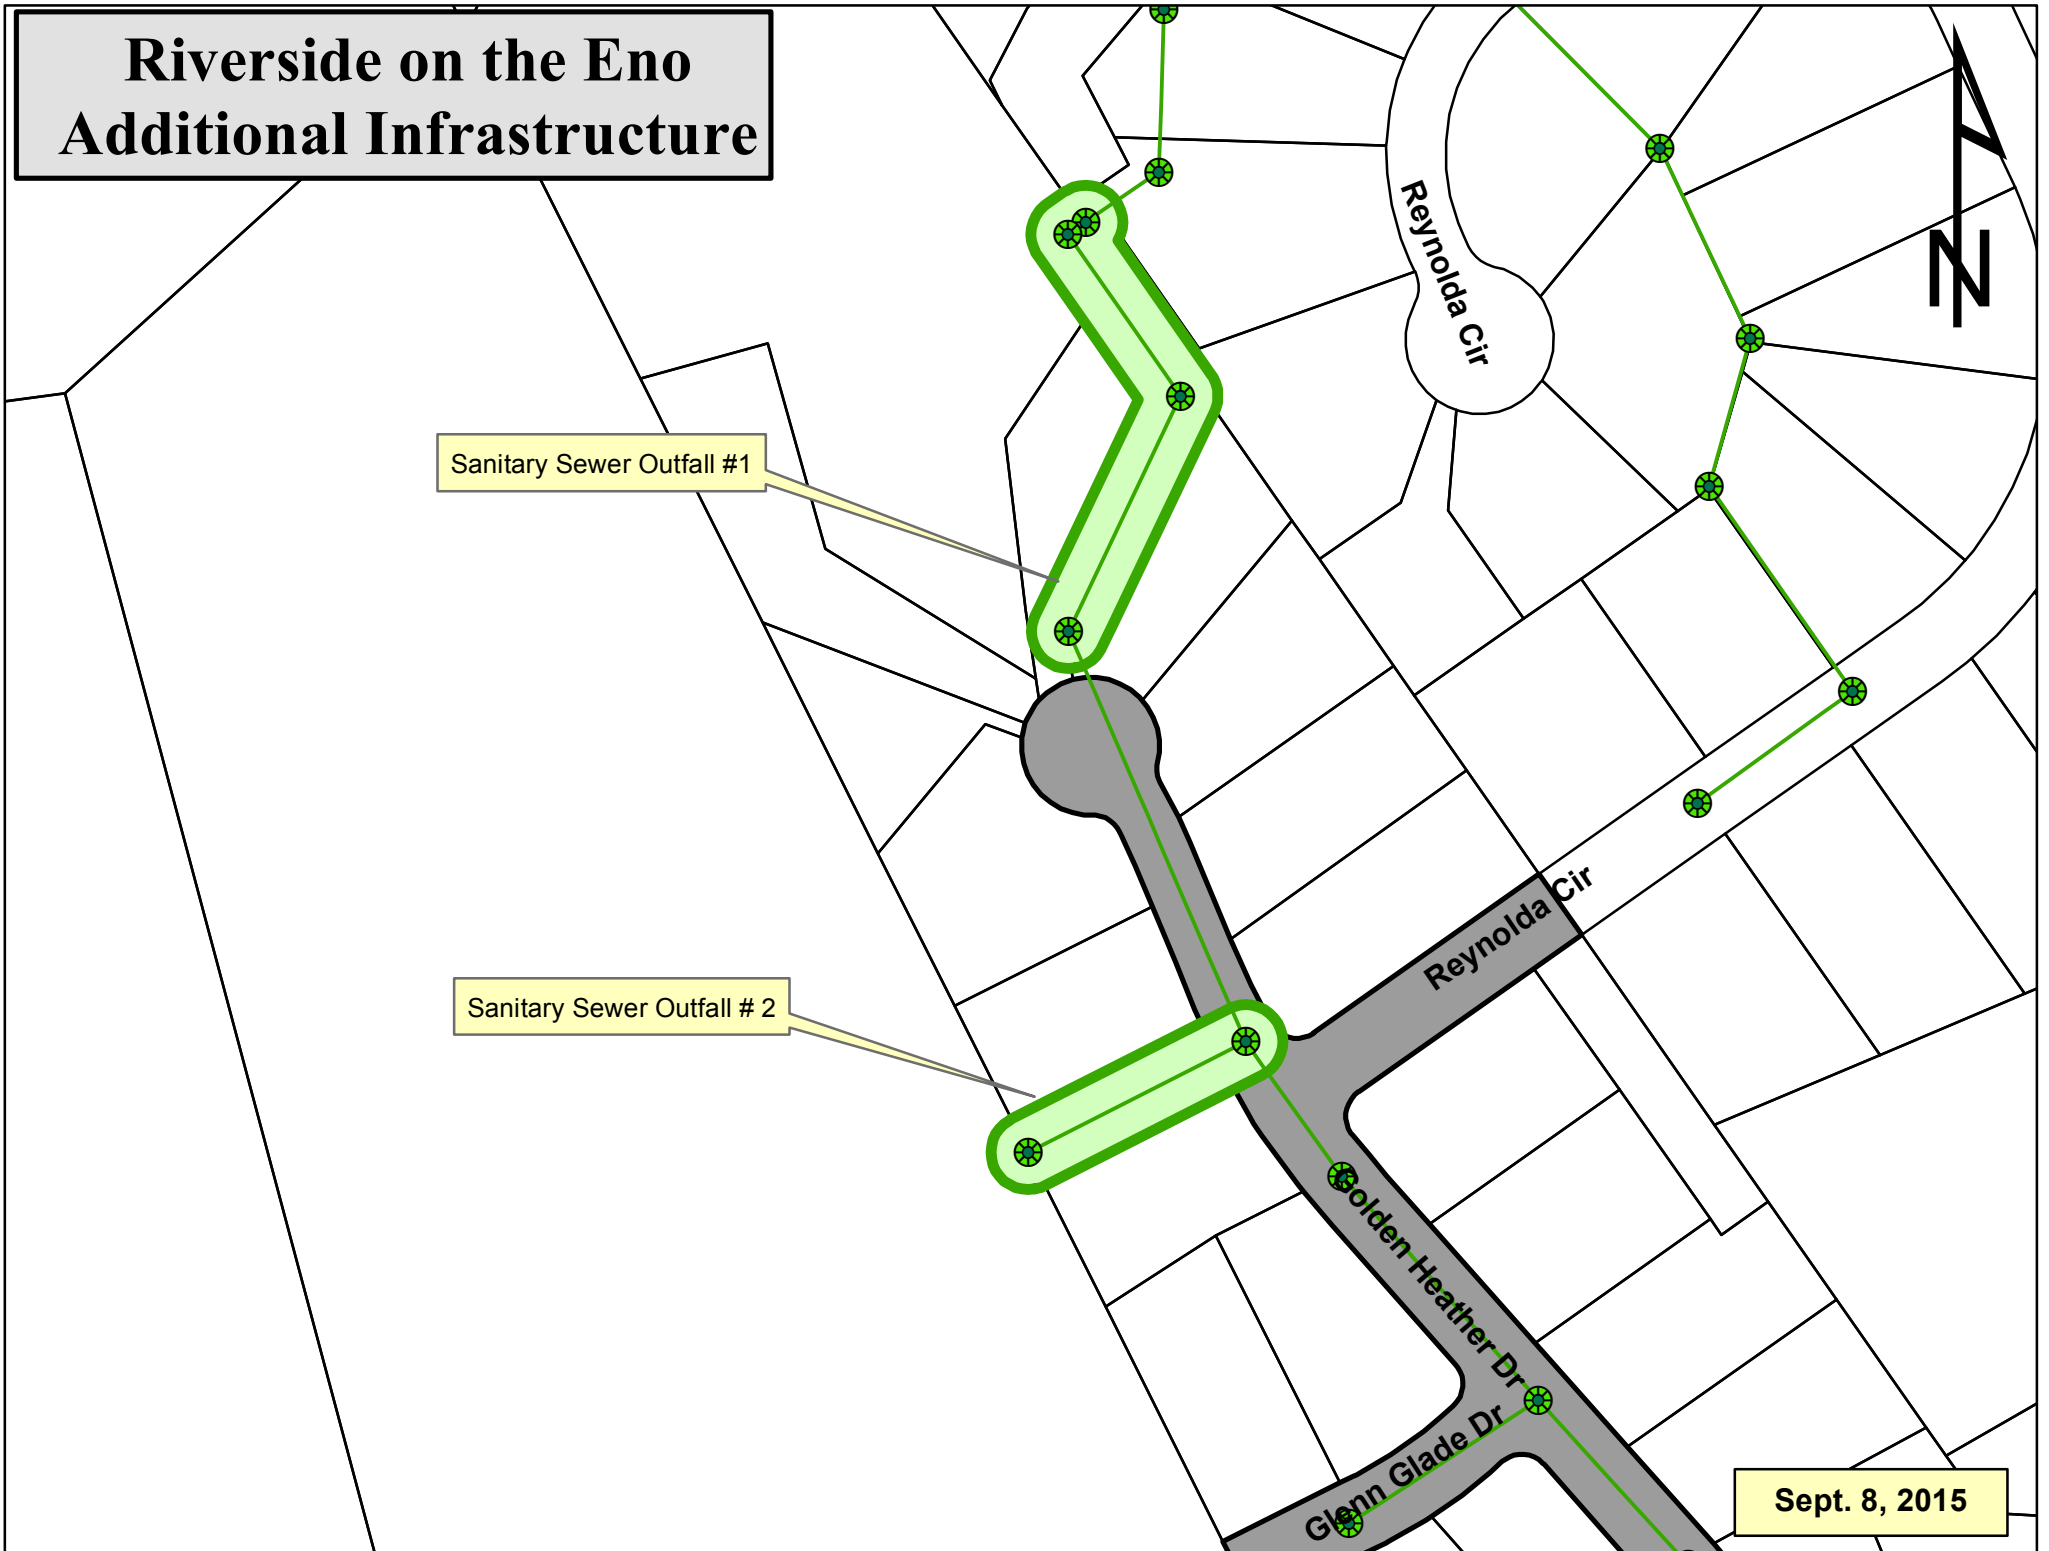 Riverside on the Eno
Additional Infrastructure
Reynolda Cir
N
Sanitary Sewer Outfall #1
Reynolda Cir
Sanitary Sewer Outfall # 2
Golden Heather Dr
Glenn Glade Dr
Sept. 8, 2015